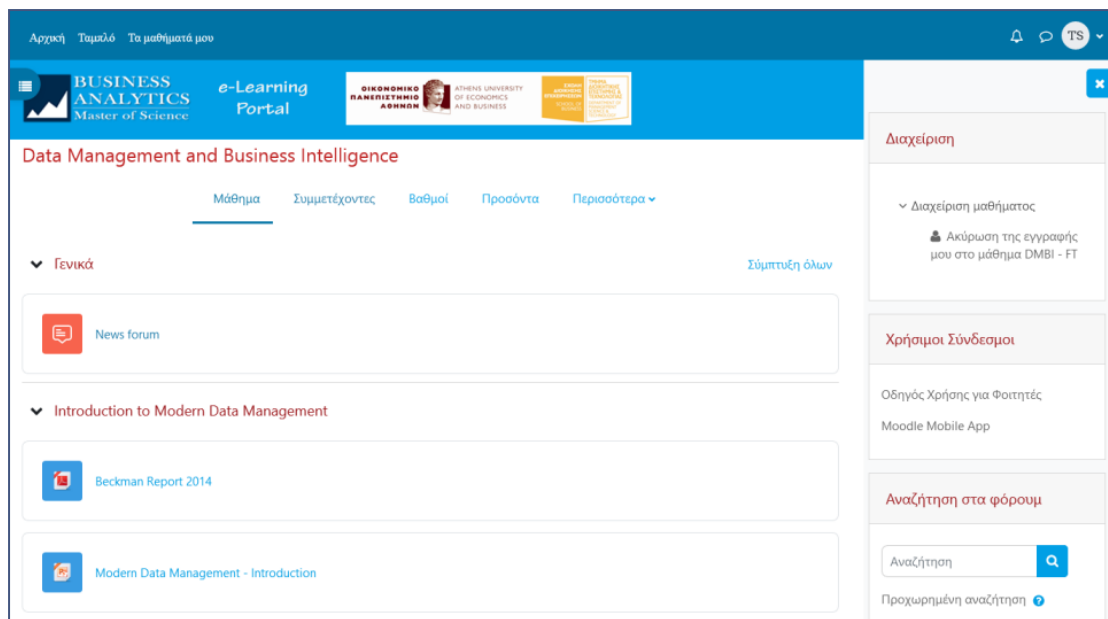 Αρχική Ταμπλό Τα μαθήματά μου
TS
BUSINESS
ANALYTICS
Master of Science
e-Learning
Portal
ΟΙΚΟΝΟΜΙΚΟ
ΠΑΝΕΠΙΣΤΗΜΙΟ
ΑΘΗΝΩΝ
ATHENS UNIVERSITY
OF ECONOMICS
AND BUSINESS
Data Management and Business Intelligence
Μάθημα Συμμετέχοντες Βαθμοί Προσόντα Περισσότερα
Γενικά
Σύμπτυξη όλων
News forum
Introduction to Modern Data Management
Beckman Report 2014
Modern Data Management - Introduction
Διαχείριση
Διαχείριση μαθήματος
Ακύρωση της εγγραφής
μου στο μάθημα DMBI - FT
Χρήσιμοι Σύνδεσμοι
Οδηγός Χρήσης για Φοιτητές
Moodle Mobile App
Αναζήτηση στα φόρουμ
Αναζήτηση
Προχωρημένη αναζήτηση